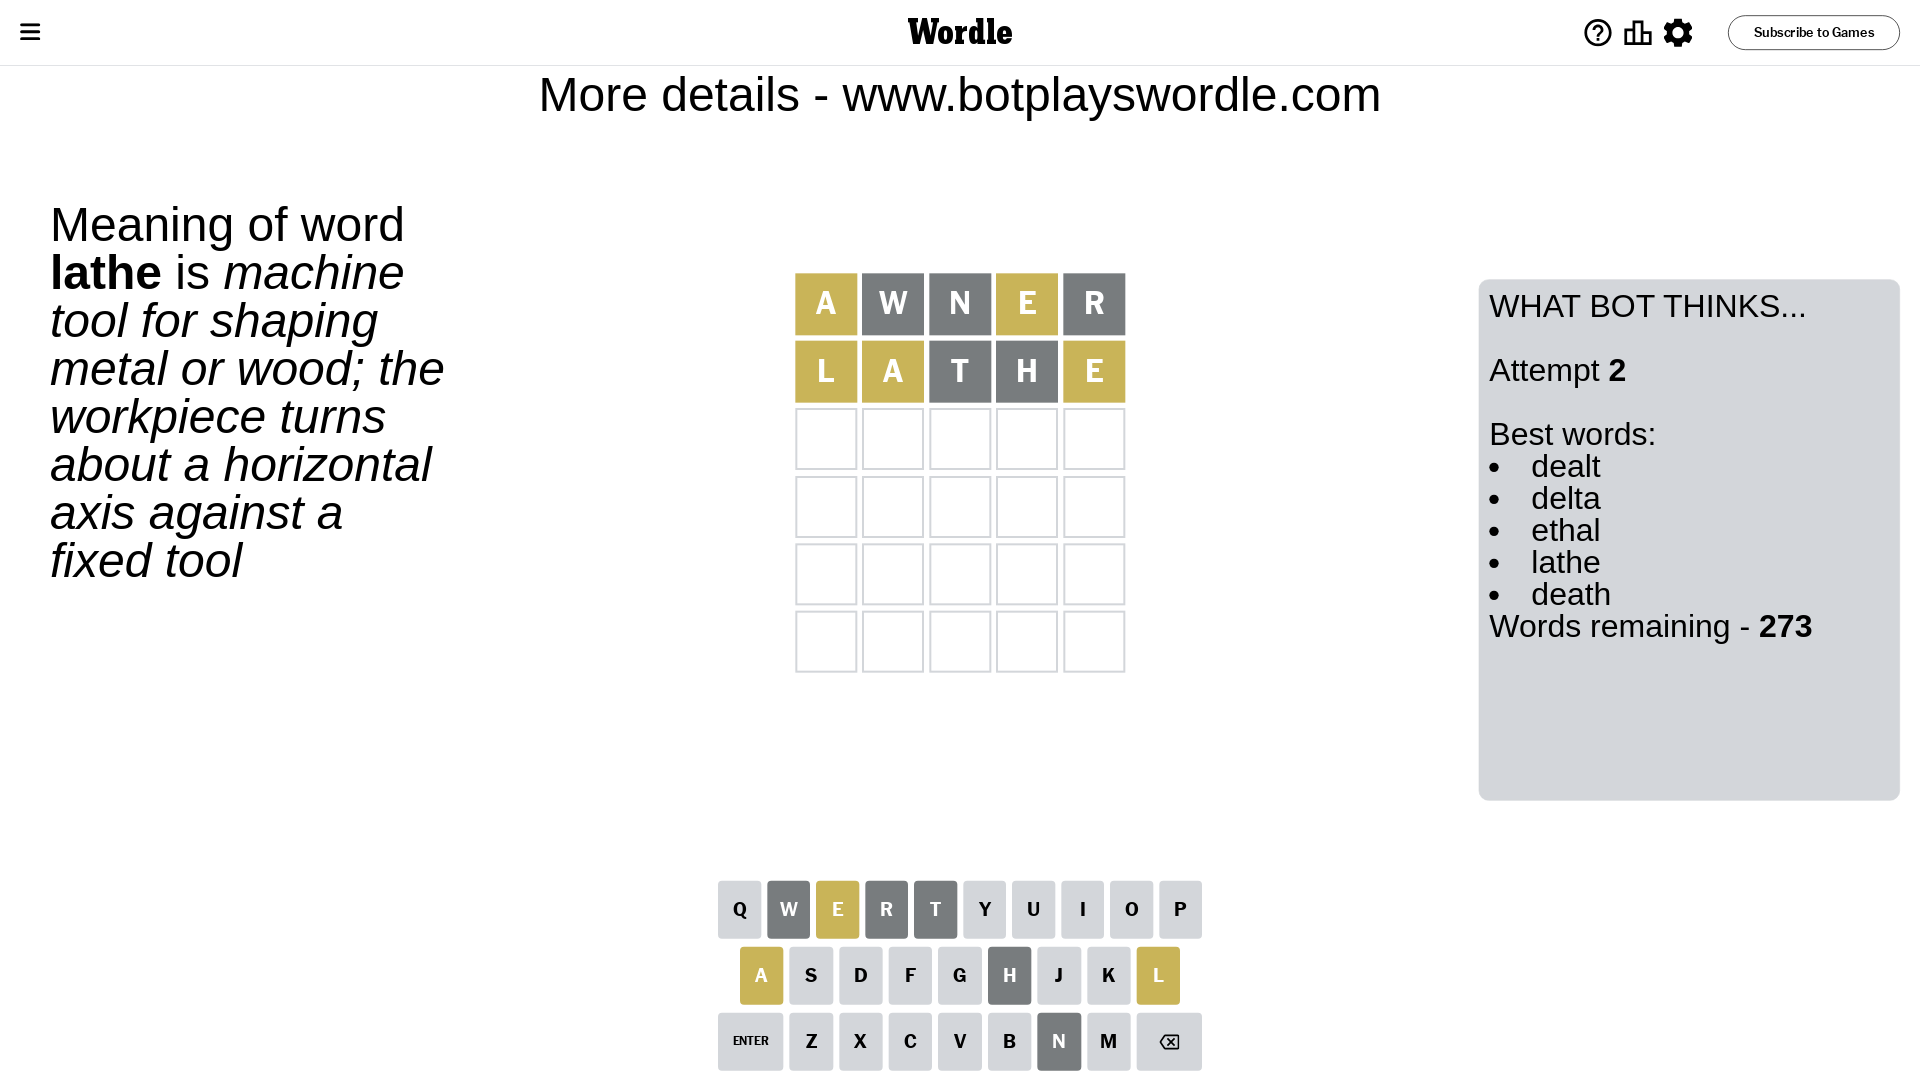 Wordle
Subscribe to Games
More details - www.botplayswordle.com
Meaning of word
lathe is machine
tool for shaping
metal or wood; the
workpiece turns
about a horizontal
axis against a
fixed tool
A W N E R
L A T H E
WHAT BOT THINKS...
Attempt 2
Best words:
• dealt
• delta
• ethal
• lathe
• death
Words remaining - 273
Q W E R T Y U I O P
A S D F G H J K L
ENTER Z X C V B N M